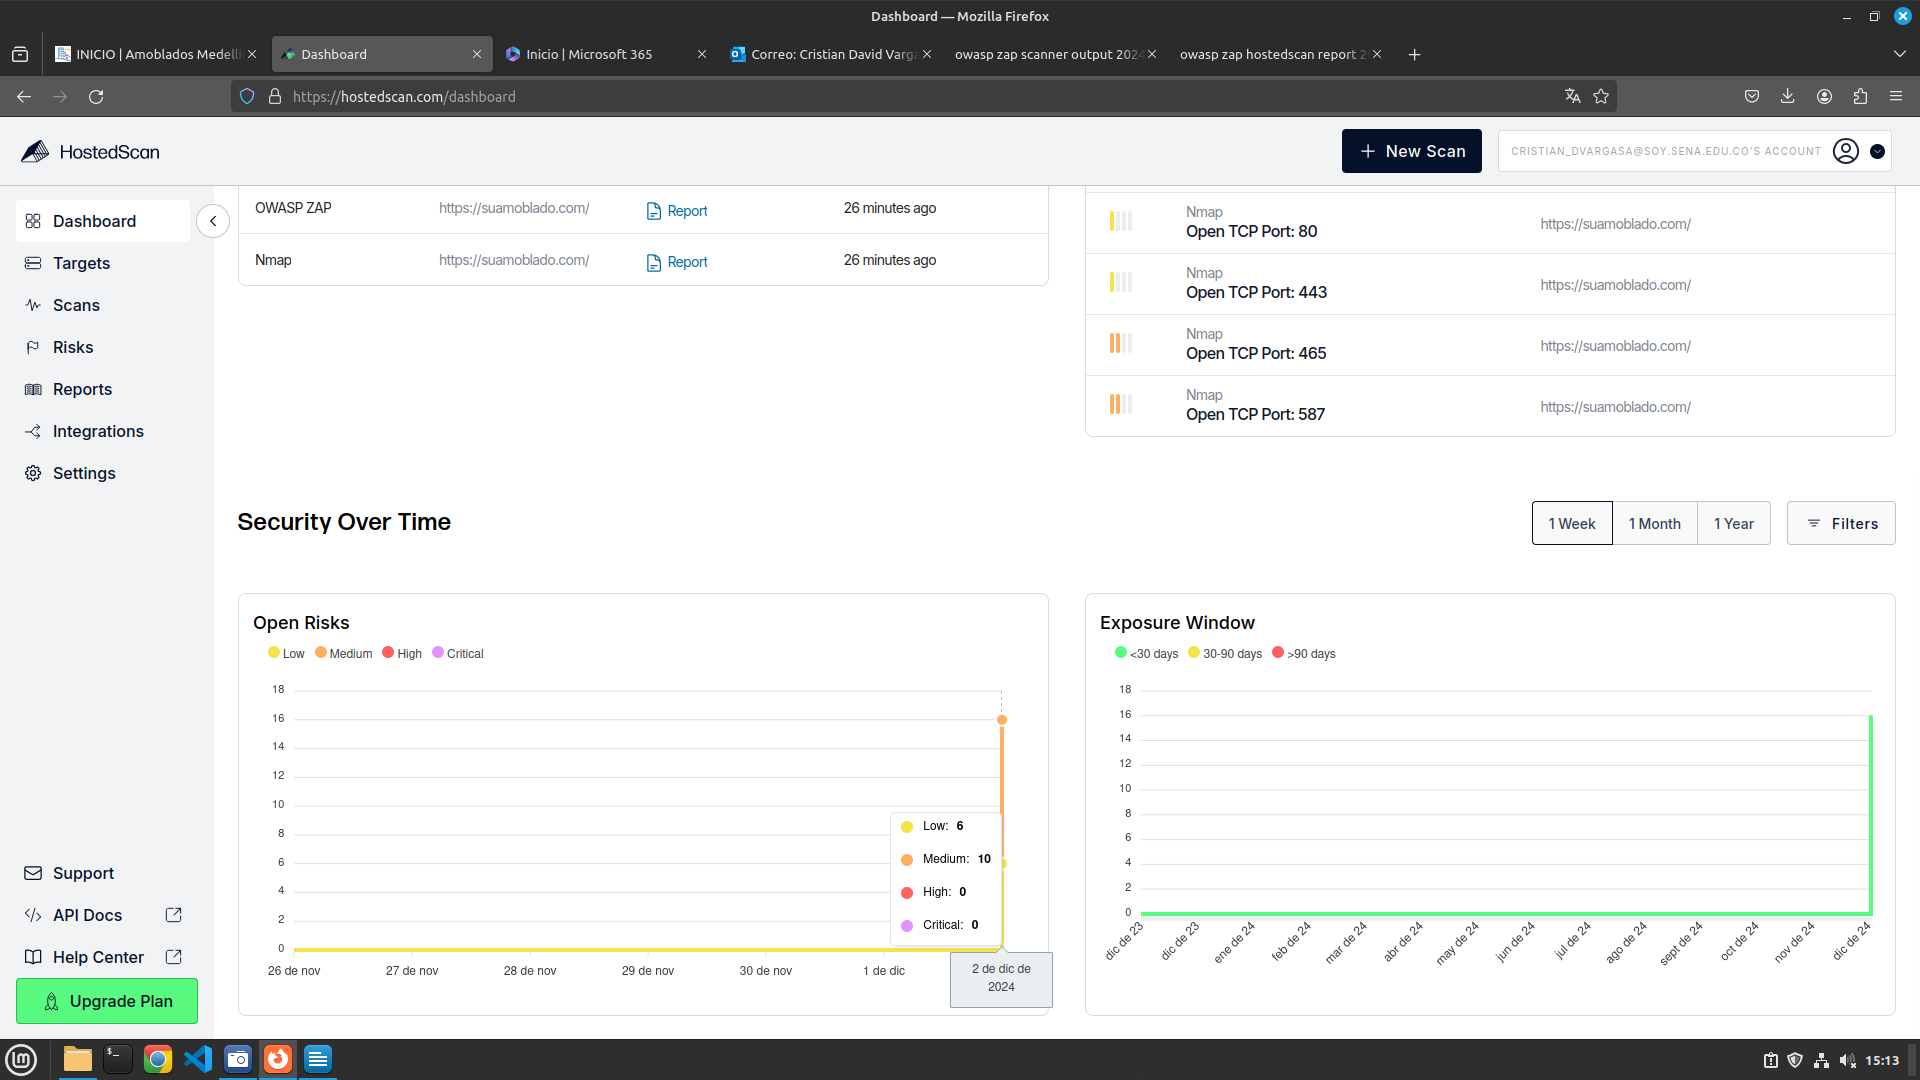 Dashboard — Mozilla Firefox
INICIO | Amoblados Medelli
Dashboard
Inicio | Microsoft 365
Correo: Cristian David Varga
owasp zap scanner output 2024
owasp zap hostedscan report 2
https://hostedscan.com/dashboard
HostedScan
New Scan
CRISTIAN_DVARGASA@SOY.SENA.EDU.CO'S ACCOUNT
Dashboard
Targets
Scans
Risks
Reports
Integrations
Settings
Support
API Docs
Help Center
Upgrade Plan
OWASP ZAP https://suamoblado.com/ Report 26 minutes ago
Nmap https://suamoblado.com/ Report 26 minutes ago
Nmap
Open TCP Port: 80 https://suamoblado.com/
Nmap
Open TCP Port: 443 https://suamoblado.com/
Nmap
Open TCP Port: 465 https://suamoblado.com/
Nmap
Open TCP Port: 587 https://suamoblado.com/
Security Over Time
1 Week 1 Month 1 Year Filters
Open Risks
Low Medium High Critical
18
16
14
12
10
8
6
4
2
0
26 de nov 27 de nov 28 de nov 29 de nov 30 de nov 1 de dic
Low: 6
Medium: 10
High: 0
Critical: 0
2 de dic de
2024
Exposure Window
<30 days 30-90 days >90 days
18
16
14
12
10
8
6
4
2
0
dic de 23 dic de 23 ene de 24 feb de 24 mar de 24 abr de 24 may de 24 jun de 24 jul de 24 ago de 24 sept de 24 oct de 24 nov de 24 dic de 24
15:13